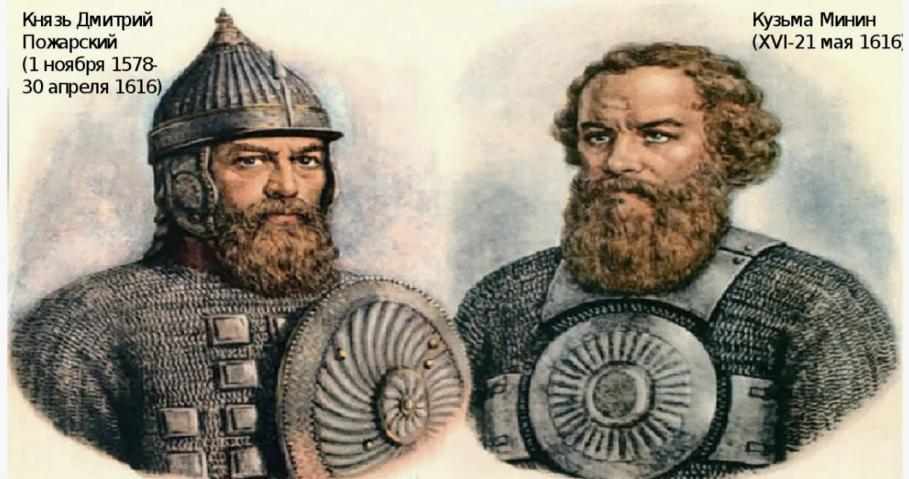 Князь Дмитрий
Пожарский
(1 ноября 1578-
30 апреля 1616)
Кузьма Минин
(XVI-21 мая 1616)